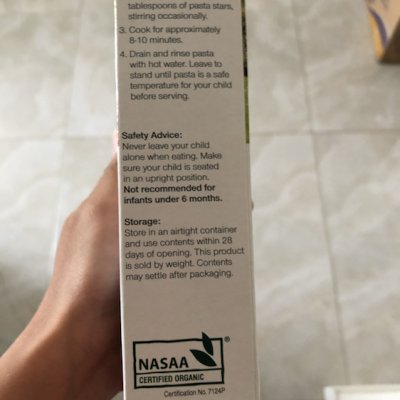 tablespoons of pasta stars,
stirring occasionally.
3. Cook for approximately
8-10 minutes.
4. Drain and rinse pasta
with hot water. Leave to
stand until pasta is a safe
temperature for your child
before serving.
Safety Advice:
Never leave your child
alone when eating. Make
sure your child is seated
in an upright position.
Not recommended for
infants under 6 months.
Storage:
Store in an airtight container
and use contents within 28
days of opening. This product
is sold by weight. Contents
may settle after packaging.
NASAA
®
CERTIFIED ORGANIC
Certification No. 7124P